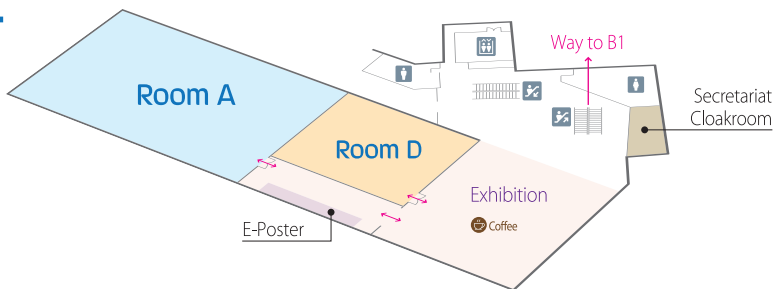 Way to B1
Room A
Secretariat
Cloakroom
Room D
Exhibition
Coffee
E-Poster